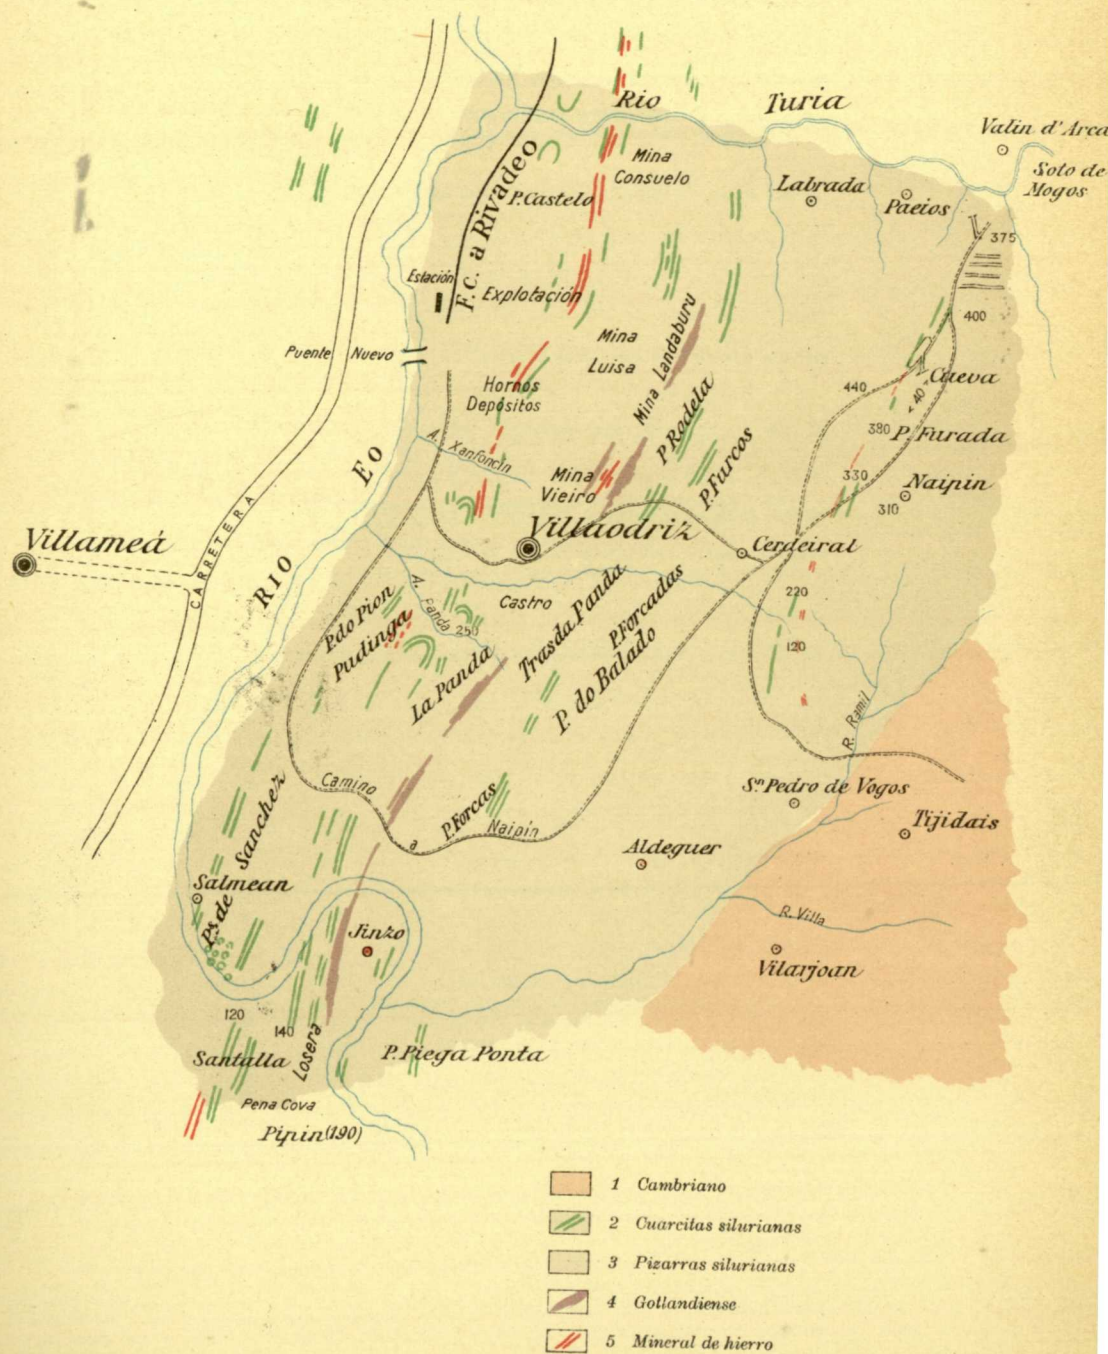 Rio Turia
Valin d'Arca
Soto de
Mogos
Mina
Consuelo
Labrada
Paeios
P. Castelo
F.C. a Rivadeo
375
Estación
Explotación
400
Mina
Luisa
Mina Landaburu
Puente Nuevo
Hornos
Depósitos
Cueva
440
40
P. Rodela
380 P. Furada
P. Furcos
A. Xanfoncin
EO
RIO
Mina
Vieiro
330
Naipin
310
CARRETERA
Villameá
Villaodriz
Cerdeiral
A. Panda
Castro
250
220
120
P. do Pion
Pudinga
La Panda
Trasda Panda
P. Forcadas
P. do Balado
R. Ramil
Camino a Naipin
P. Forcas
Sn. Pedro de Vogos
Tijidais
Aldeguer
Salmean
Ps. de Sanchez
Jinzo
R. Villa
Vilarjoan
120
140
Losera
Santalla
P. Piega Ponta
Pena Cova
Pipin (190)
1 Cambriano
2 Cuarcitas silurianas
3 Pizarras silurianas
4 Gotlandiense
5 Mineral de hierro